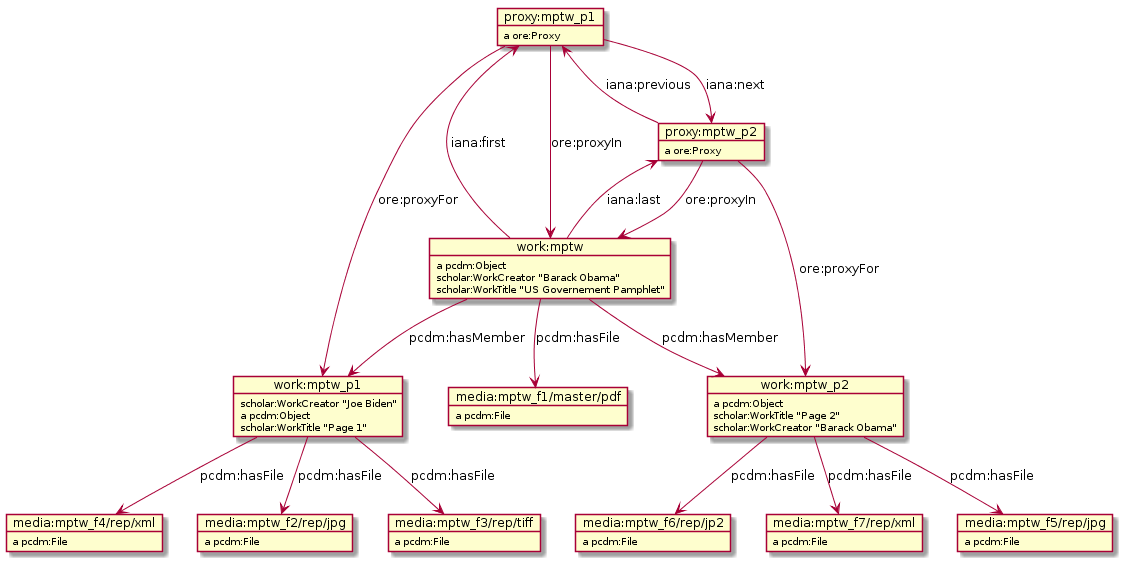 proxy:mptw_p1
a ore:Proxy
iana:previous
iana:next
proxy:mptw_p2
a ore:Proxy
iana:first
ore:proxyIn
ore:proxyFor
iana:last
ore:proxyIn
work:mptw
a pcdm:Object
scholar:WorkCreator "Barack Obama"
scholar:WorkTitle "US Governement Pamphlet"
ore:proxyFor
pcdm:hasMember
pcdm:hasFile
pcdm:hasMember
work:mptw_p1
scholar:WorkCreator "Joe Biden"
a pcdm:Object
scholar:WorkTitle "Page 1"
media:mptw_f1/master/pdf
a pcdm:File
work:mptw_p2
a pcdm:Object
scholar:WorkTitle "Page 2"
scholar:WorkCreator "Barack Obama"
pcdm:hasFile
pcdm:hasFile
pcdm:hasFile
pcdm:hasFile
pcdm:hasFile
pcdm:hasFile
media:mptw_f4/rep/xml
a pcdm:File
media:mptw_f2/rep/jpg
a pcdm:File
media:mptw_f3/rep/tiff
a pcdm:File
media:mptw_f6/rep/jp2
a pcdm:File
media:mptw_f7/rep/xml
a pcdm:File
media:mptw_f5/rep/jpg
a pcdm:File